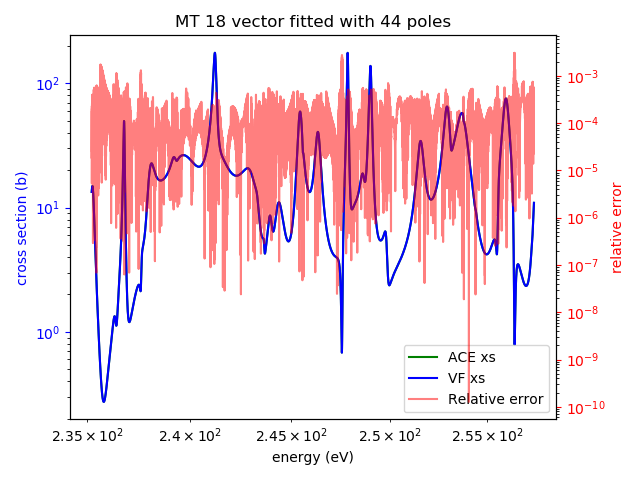 MT 18 vector fitted with 44 poles
10²
10¹
10⁰
cross section (b)
10⁻³
10⁻⁴
10⁻⁵
10⁻⁶
10⁻⁷
10⁻⁸
10⁻⁹
10⁻¹⁰
relative error
ACE xs
VF xs
Relative error
2.35 × 10² 2.4 × 10² 2.45 × 10² 2.5 × 10² 2.55 × 10²
energy (eV)